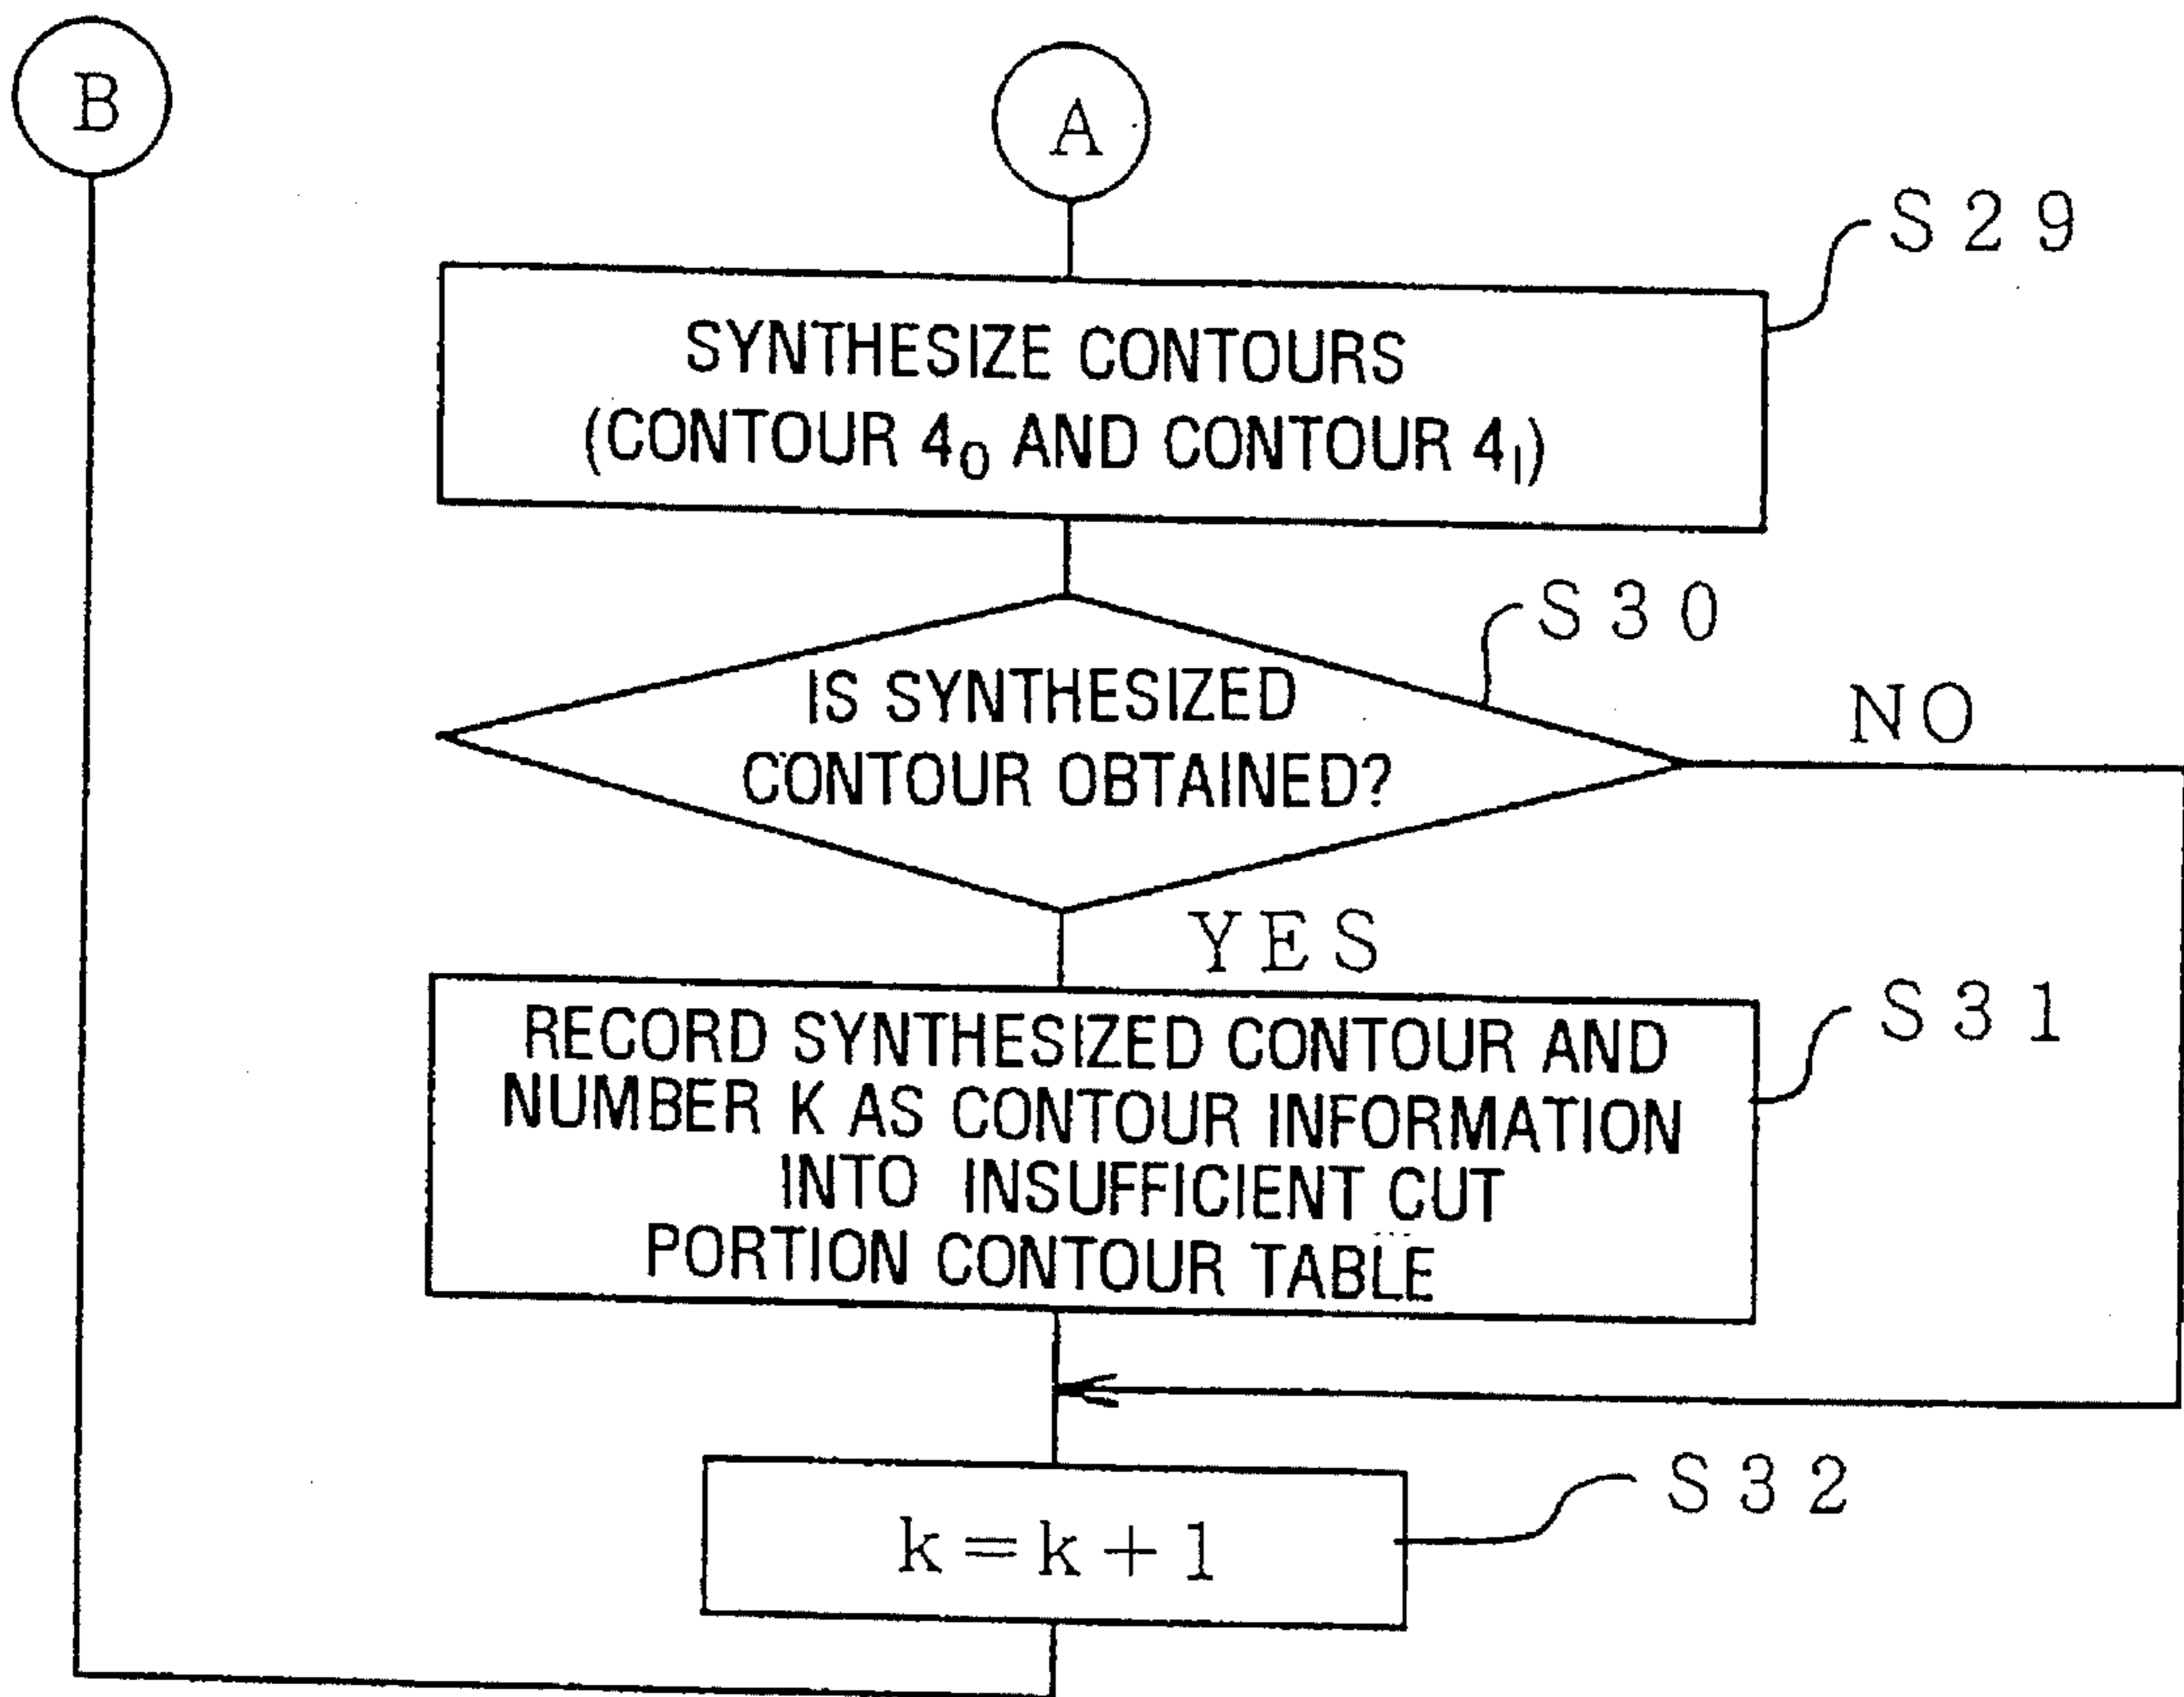 B
A
S29
SYNTHESIZE CONTOURS
(CONTOUR 4₀ AND CONTOUR 4₁)
S30
IS SYNTHESIZED
CONTOUR OBTAINED?
NO
YES
S31
RECORD SYNTHESIZED CONTOUR AND
NUMBER K AS CONTOUR INFORMATION
INTO INSUFFICIENT CUT
PORTION CONTOUR TABLE
S32
k=k+1